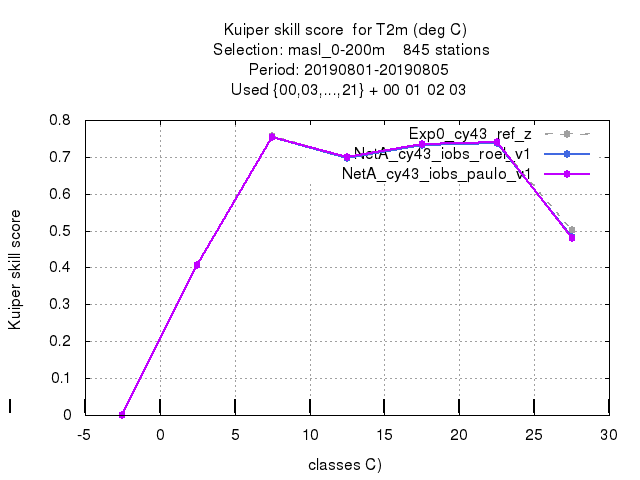 Kuiper skill score for T2m (deg C)
Selection: masl_0-200m 845 stations
Period: 20190801-20190805
Used {00,03,...,21} + 00 01 02 03
Exp0_cy43_ref_z
NetA_cy43_iobs_roel_v1
NetA_cy43_iobs_paulo_v1
Kuiper skill score
0.8
0.7
0.6
0.5
0.4
0.3
0.2
0.1
0
-5 0 5 10 15 20 25 30
classes C)